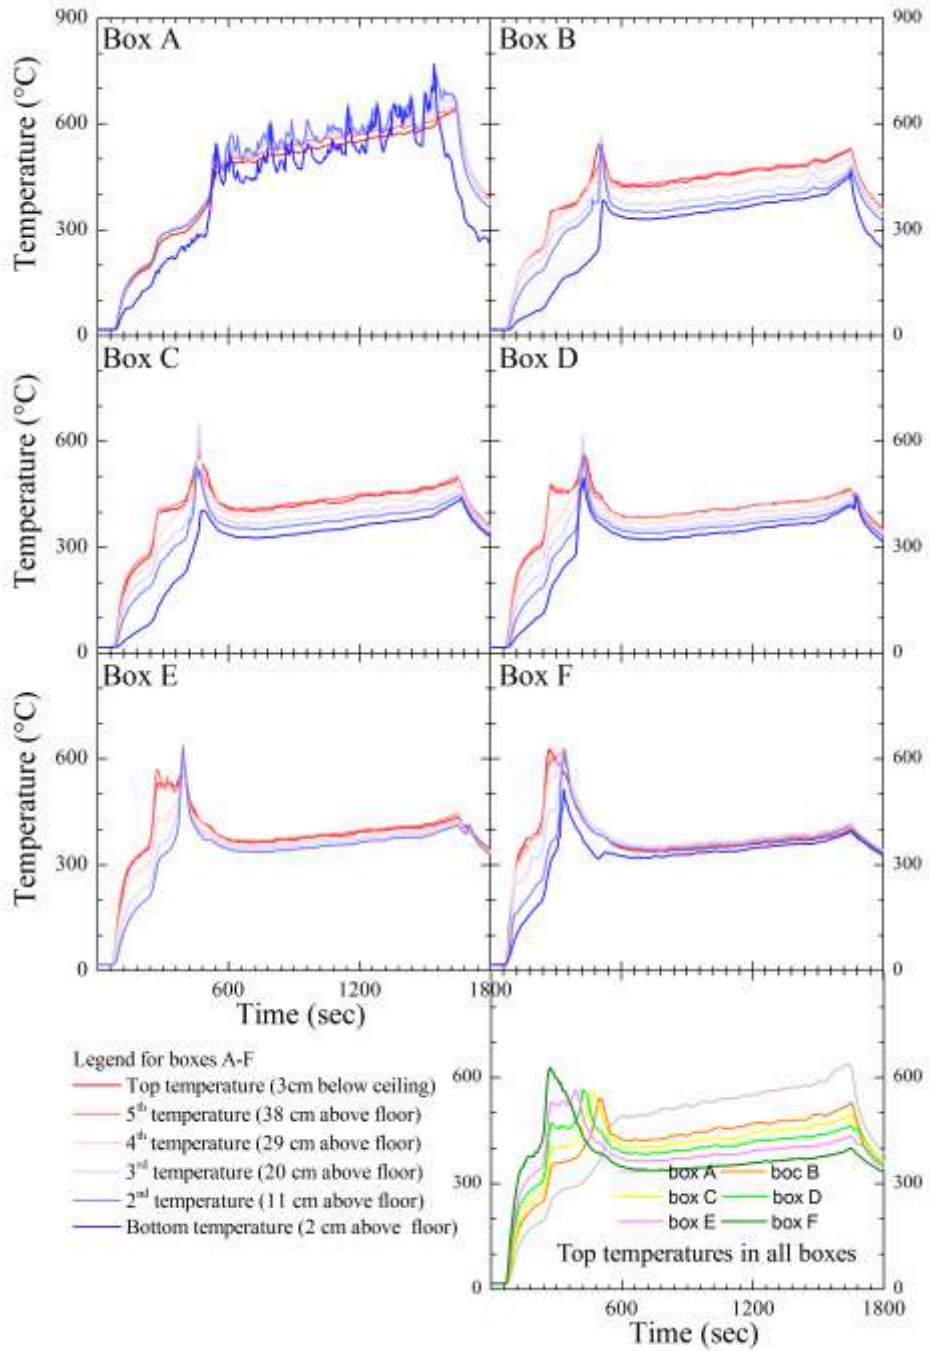 900
Box A
Box B
900
Temperature (°C)
600
600
300
300
0
0
Box C
Box D
Temperature (°C)
600
600
300
300
0
0
Box E
Box F
Temperature (°C)
600
600
300
300
0
0
600
1200
1800
Time (sec)
Legend for boxes A-F
Top temperature (3cm below ceiling)
5th temperature (38 cm above floor)
4th temperature (29 cm above floor)
3rd temperature (20 cm above floor)
2nd temperature (11 cm above floor)
Bottom temperature (2 cm above floor)
600
600
300
300
box A
boc B
box C
box D
box E
box F
Top temperatures in all boxes
0
0
600
1200
1800
Time (sec)